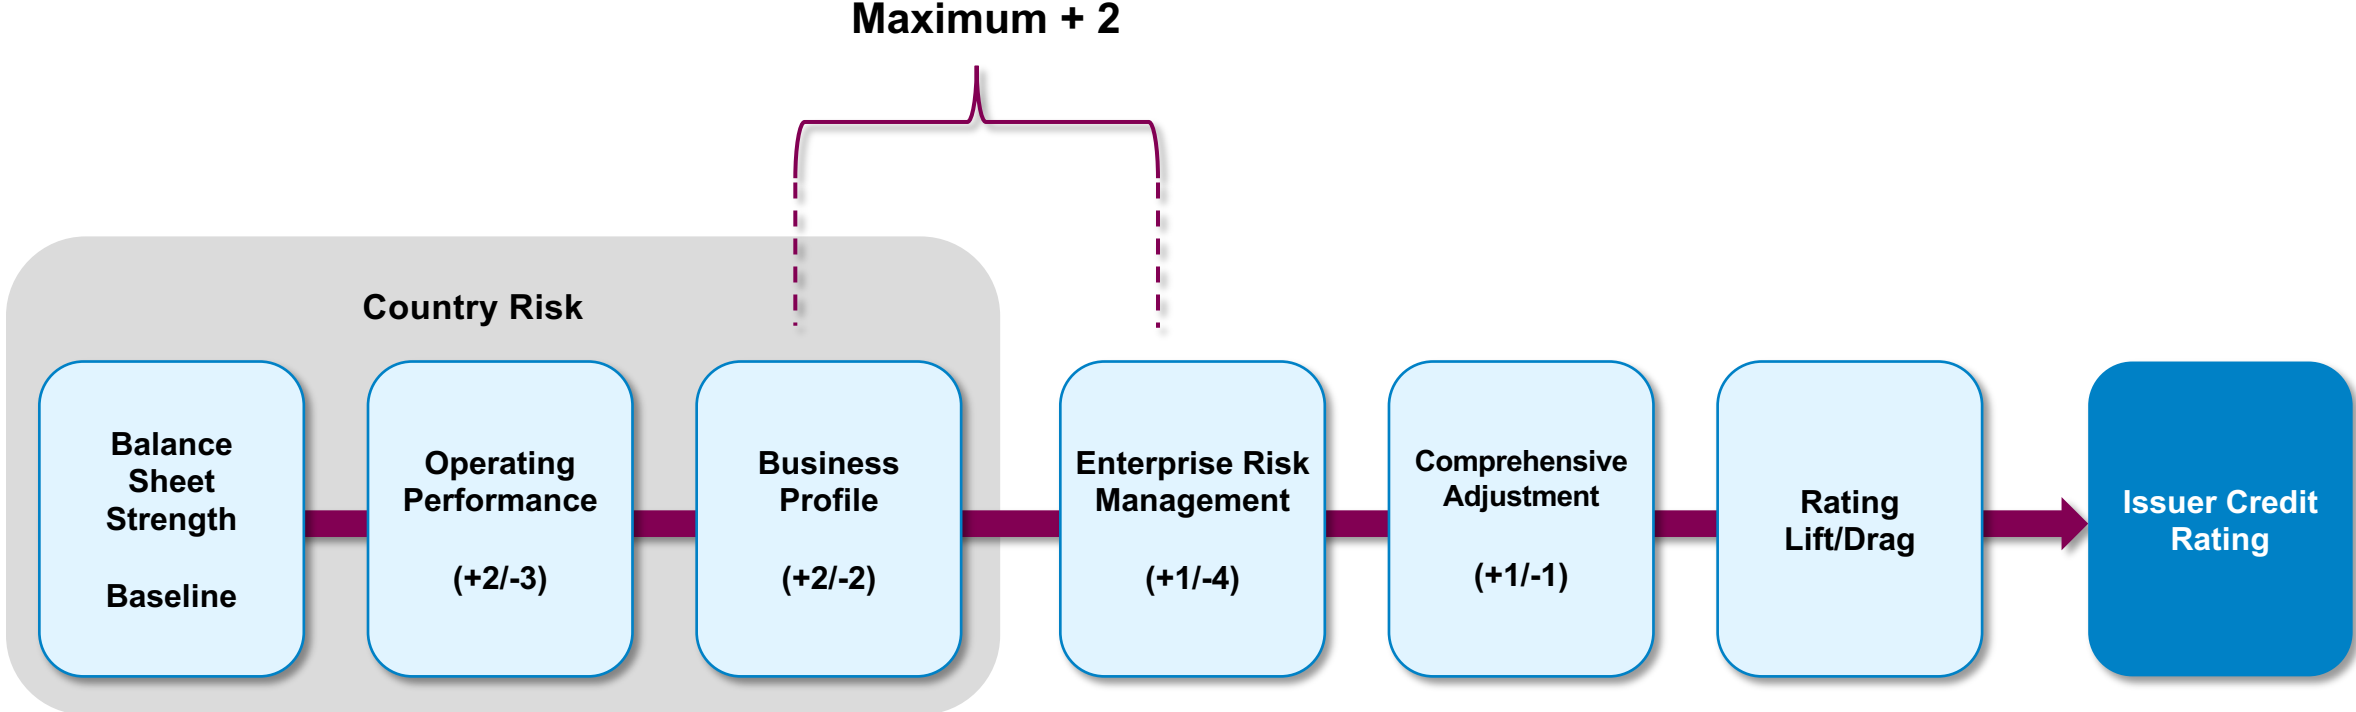 Maximum + 2
Country Risk
Balance
Sheet
Strength
Baseline
Operating
Performance
(+2/-3)
Business
Profile
(+2/-2)
Enterprise Risk
Management
(+1/-4)
Comprehensive
Adjustment
(+1/-1)
Rating
Lift/Drag
Issuer Credit
Rating